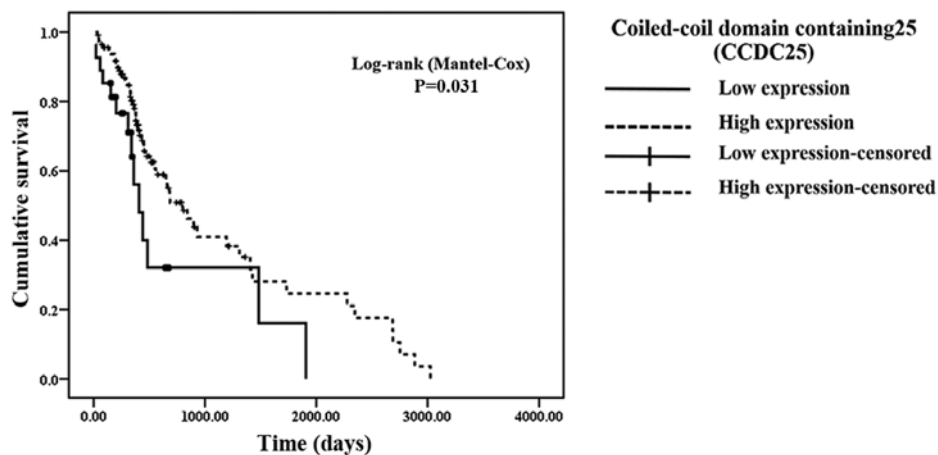 1.0
0.8
0.6
0.4
0.2
0.0
Cumulative survival
Log-rank (Mantel-Cox)
P=0.031
0.00 1000.00 2000.00 3000.00 4000.00
Time (days)
Coiled-coil domain containing25
(CCDC25)
Low expression
High expression
Low expression-censored
High expression-censored